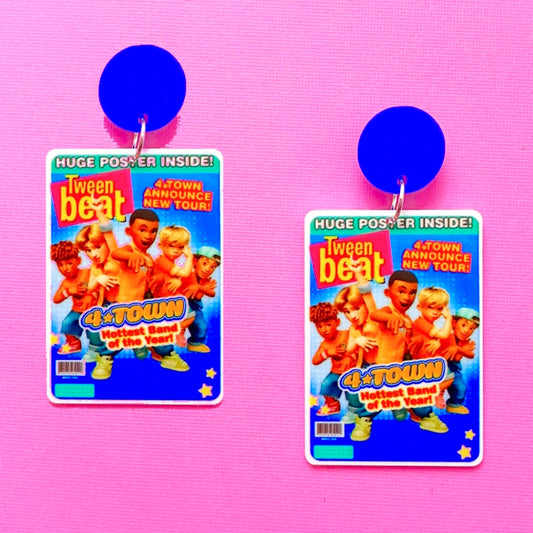 HUGE POSTER INSIDE!
Tween
beat
4★TOWN
ANNOUNCE
NEW TOUR!
4★TOWN
Hottest Band
of the Year!
HUGE POSTER INSIDE!
Tween
beat
4★TOWN
ANNOUNCE
NEW TOUR!
4★TOWN
Hottest Band
of the Year!